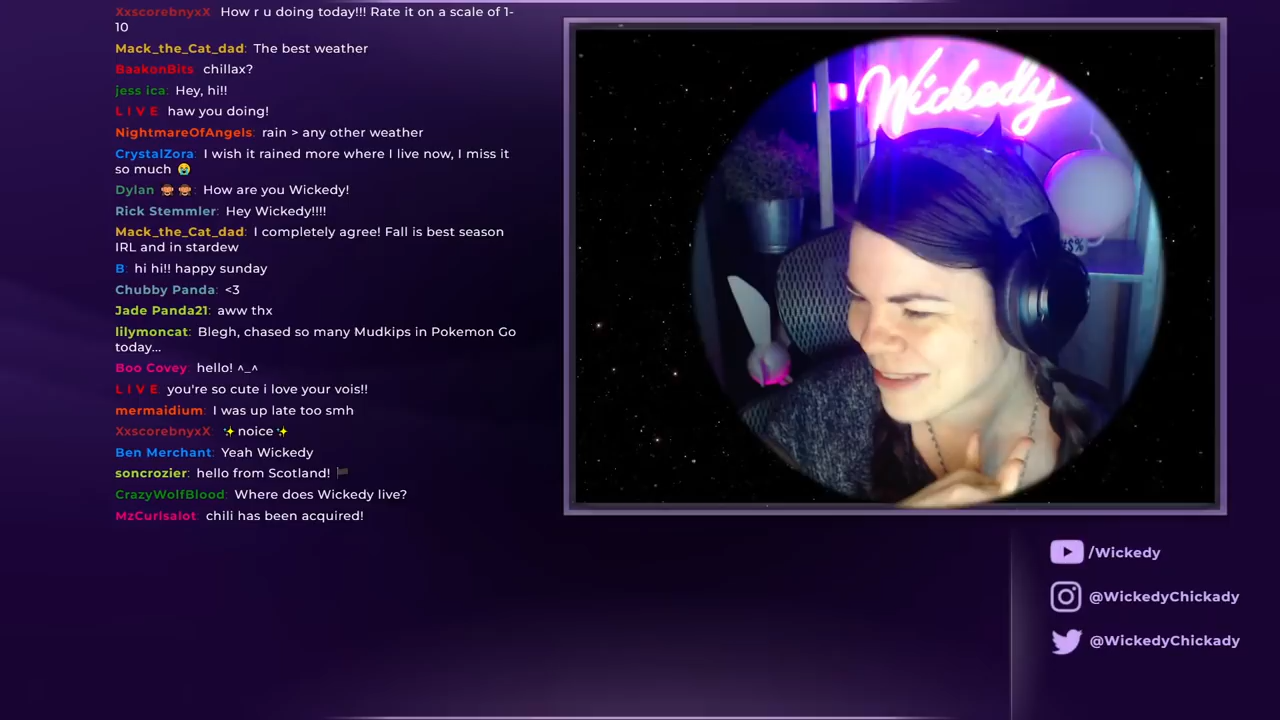 XxscorebnyxX: How r u doing today!!! Rate it on a scale of 1-
10
Mack_the_Cat_dad: The best weather
BaakonBits: chillax?
jess ica: Hey, hi!!
L I V E: haw you doing!
NightmareOfAngels: rain > any other weather
CrystalZora: I wish it rained more where I live now, I miss it
so much 😭
Dylan 🐵 🐵: How are you Wickedy!
Rick Stemmler: Hey Wickedy!!!!
Mack_the_Cat_dad: I completely agree! Fall is best season
IRL and in stardew
B: hi hi!! happy sunday
Chubby Panda: <3
Jade Panda21: aww thx
lilymoncat: Blegh, chased so many Mudkips in Pokemon Go
today...
Boo Covey: hello! ^_^
L I V E: you're so cute i love your vois!!
mermaidium: I was up late too smh
XxscorebnyxX: ✨noice✨
Ben Merchant: Yeah Wickedy
soncrozier: hello from Scotland! 🏴
CrazyWolfBlood: Where does Wickedy live?
MzCurlsalot: chili has been acquired!
Wickedy
/Wickedy
@WickedyChickady
@WickedyChickady